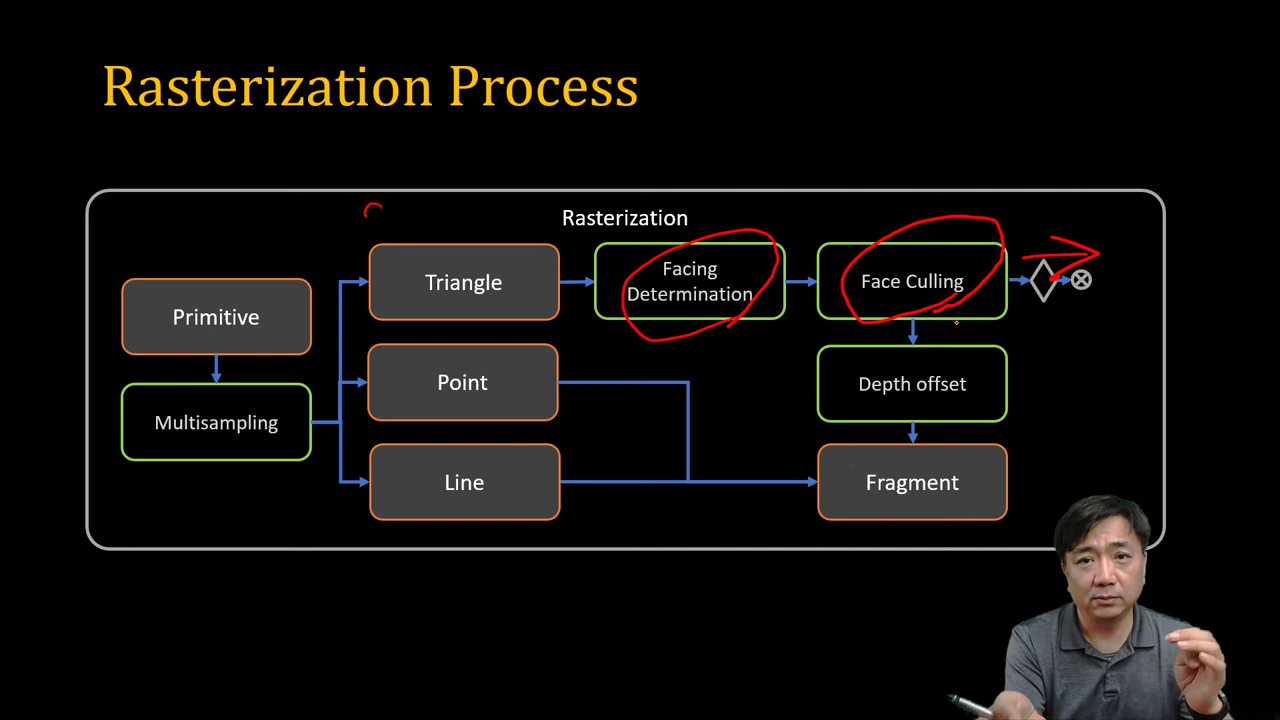 Rasterization Process
Rasterization
Primitive
Multisampling
Triangle
Point
Line
Facing
Determination
Face Culling
Depth offset
Fragment